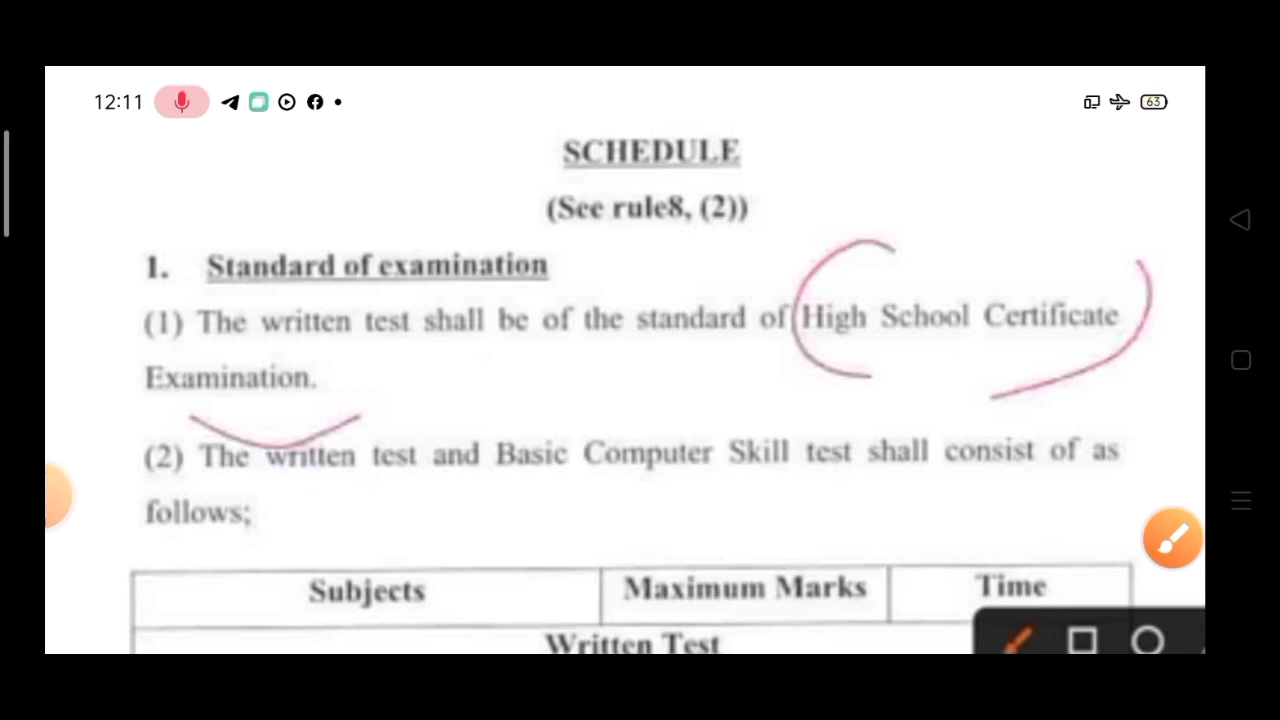 12:11
63
SCHEDULE
(See rule8, (2))
1. Standard of examination
(1) The written test shall be of the standard of High School Certificate
Examination.
(2) The written test and Basic Computer Skill test shall consist of as
follows;
Subjects Maximum Marks Time
Written Test